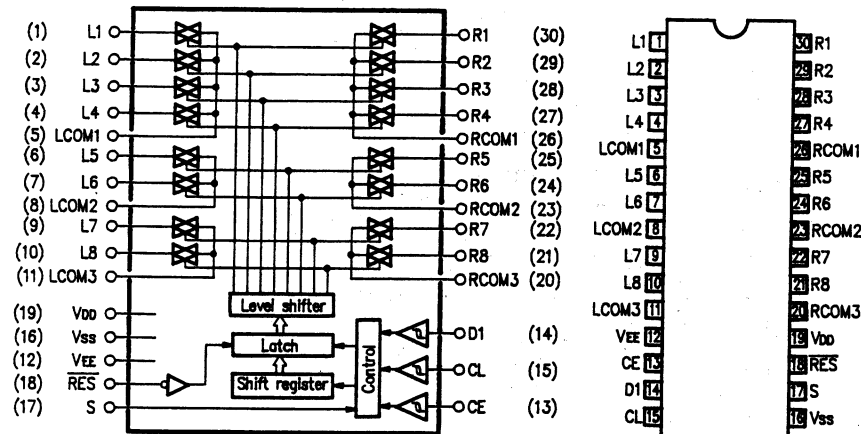 (1) L1 R1 (30)
(2) L2 R2 (29)
(3) L3 R3 (28)
(4) L4 R4 (27)
(5) LCOM1 RCOM1 (26)
(6) L5 R5 (25)
(7) L6 R6 (24)
(8) LCOM2 RCOM2 (23)
(9) L7 R7 (22)
(10) L8 R8 (21)
(11) LCOM3 RCOM3 (20)
Level shifter
(19) VDD
(16) Vss
Latch
Control
D1 (14)
(12) VEE
CL (15)
(18) RES
Shift register
(17) S
CE (13)
L1 1 30 R1
L2 2 29 R2
L3 3 28 R3
L4 4 27 R4
LCOM1 5 26 RCOM1
L5 6 25 R5
L6 7 24 R6
LCOM2 8 23 RCOM2
L7 9 22 R7
L8 10 21 R8
LCOM3 11 20 RCOM3
VEE 12 19 VDD
CE 13 18 RES
D1 14 17 S
CL 15 16 Vss